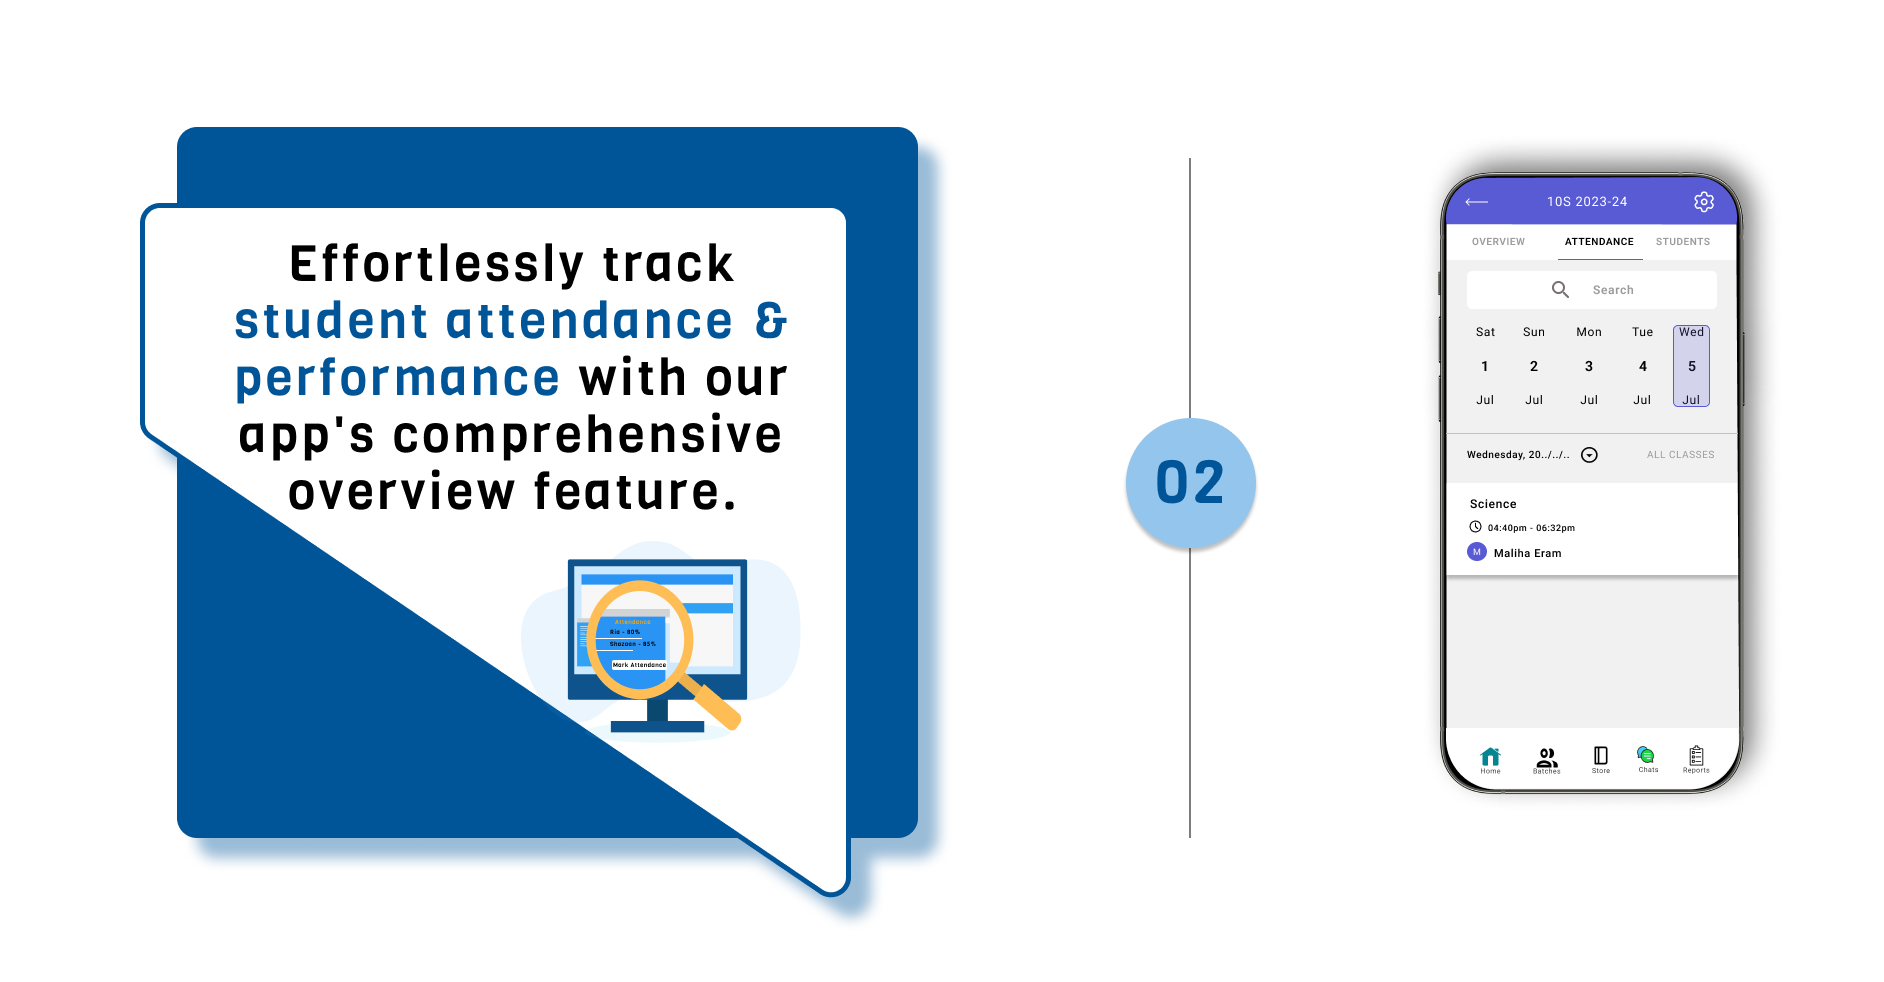 Effortlessly track
student attendance &
performance with our
app's comprehensive
overview feature.
Attendance
Ria - 80%
Shazaan - 85%
Mark Attendance
02
10S 2023-24
OVERVIEW ATTENDANCE STUDENTS
Search
Sat Sun Mon Tue Wed
1 2 3 4 5
Jul Jul Jul Jul Jul
Wednesday, 20../../.. ALL CLASSES
Science
04:40pm - 06:32pm
M Maliha Eram
Home Batches Store Chats Reports